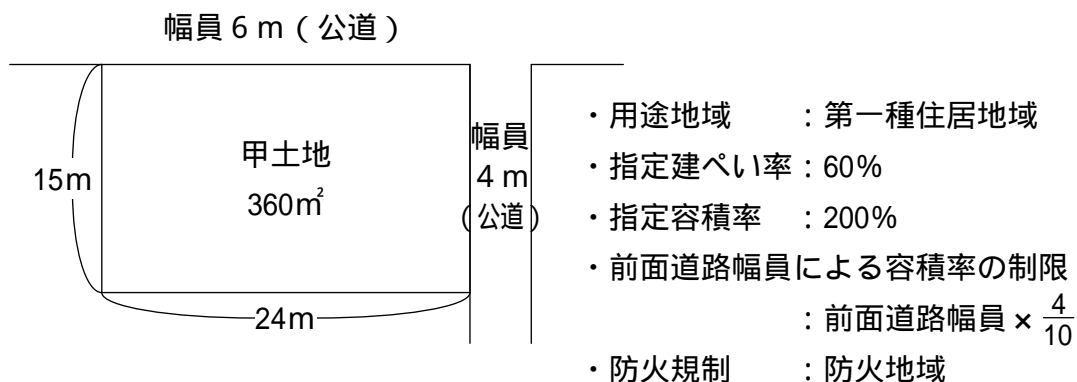 幅員6m(公道)
甲土地
360㎡
15m
24m
幅員
4m
(公道)
・用途地域 :第一種住居地域
・指定建ぺい率:60%
・指定容積率 :200%
・前面道路幅員による容積率の制限
:前面道路幅員×4/10
・防火規制 :防火地域